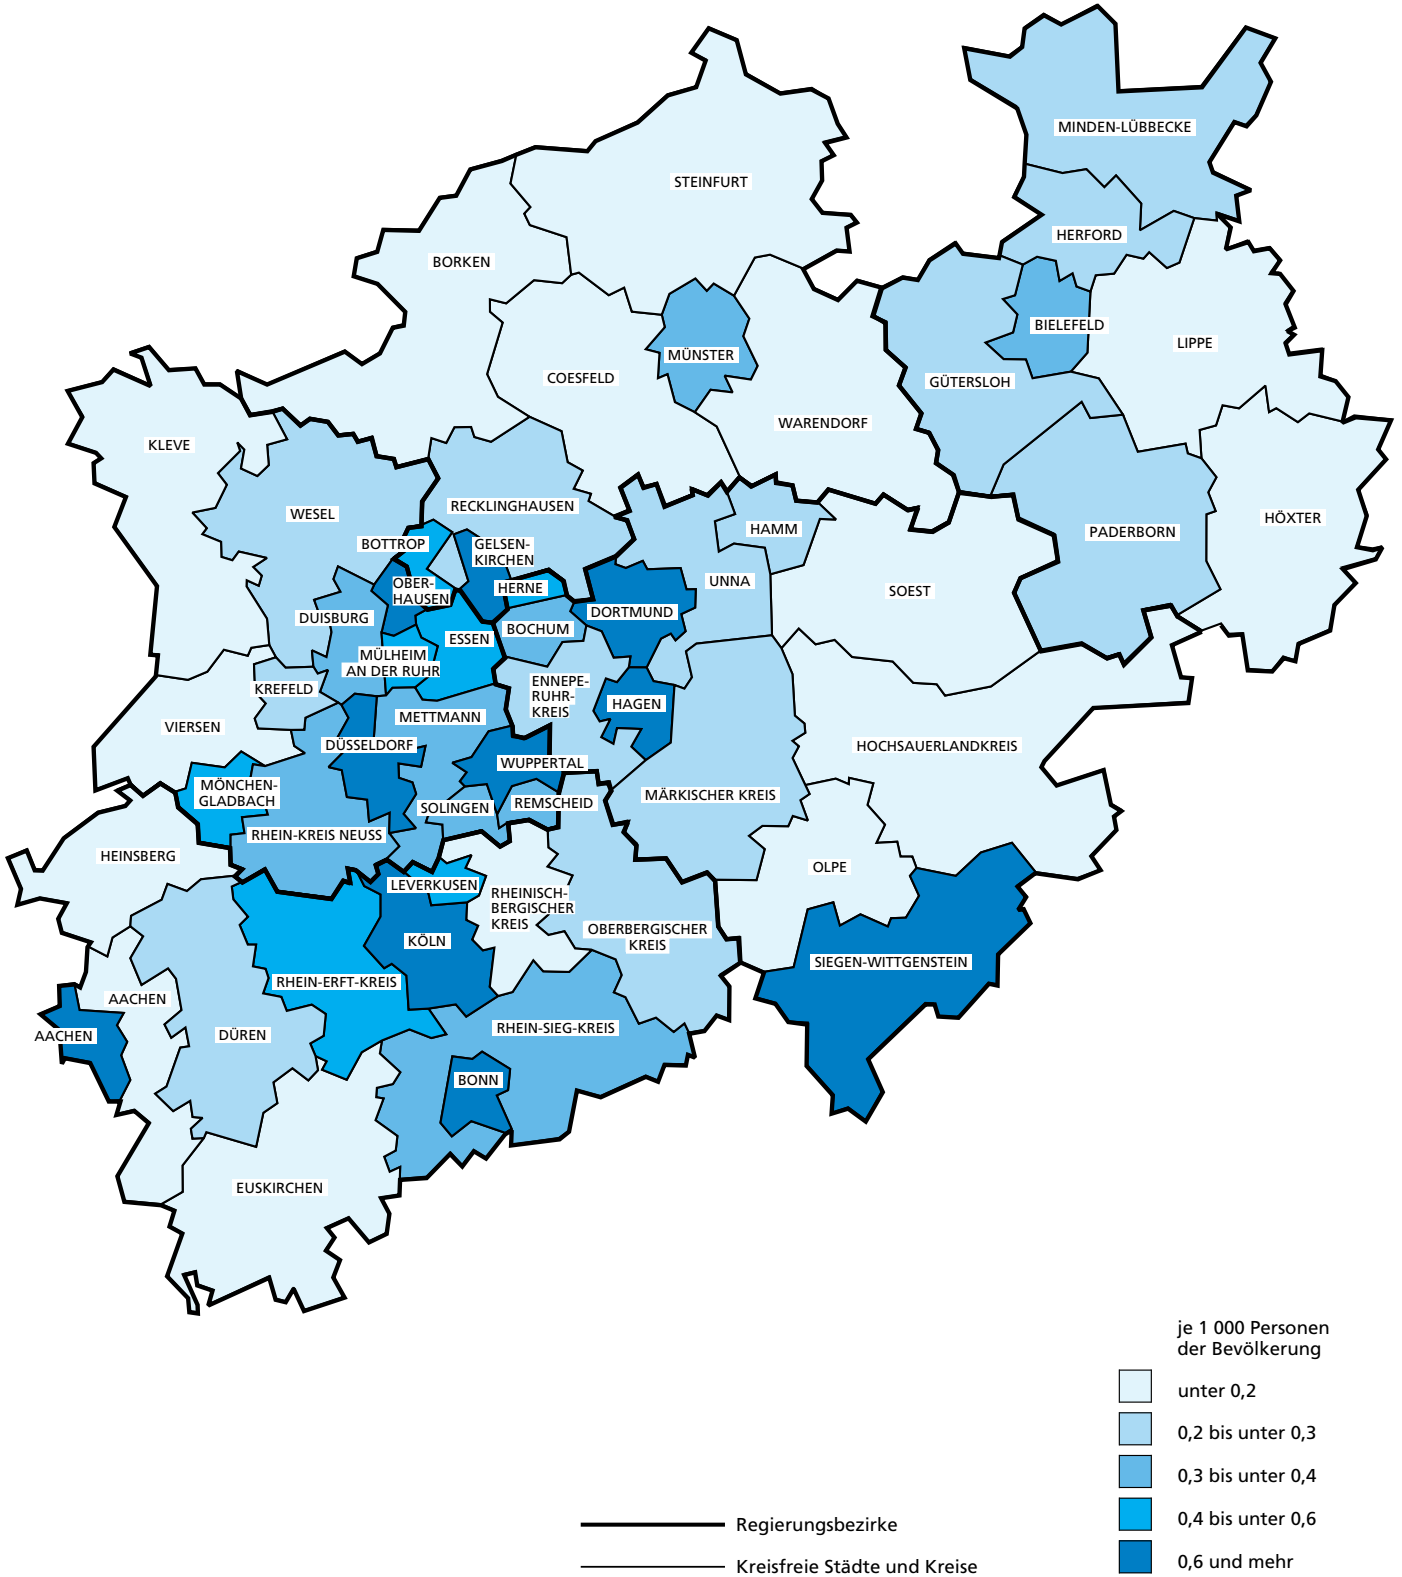 MINDEN-LÜBBECKE
STEINFURT
HERFORD
BORKEN
BIELEFELD
LIPPE
MÜNSTER
COESFELD
GÜTERSLOH
WARENDORF
KLEVE
RECKLINGHAUSEN
WESEL
HÖXTER
HAMM
PADERBORN
BOTTROP
GELSEN-
KIRCHEN
UNNA
OBER-
HAUSEN
HERNE
SOEST
DORTMUND
DUISBURG
BOCHUM
ESSEN
MÜLHEIM
AN DER RUHR
ENNEPE-
RUHR-
KREIS
KREFELD
HAGEN
METTMANN
VIERSEN
DÜSSELDORF
HOCHSAUERLANDKREIS
WUPPERTAL
MÖNCHEN-
GLADBACH
MÄRKISCHER KREIS
REMSCHEID
SOLINGEN
RHEIN-KREIS NEUSS
HEINSBERG
OLPE
LEVERKUSEN
RHEINISCH-
BERGISCHER
KREIS
OBERBERGISCHER
KREIS
KÖLN
SIEGEN-WITTGENSTEIN
RHEIN-ERFT-KREIS
AACHEN
RHEIN-SIEG-KREIS
AACHEN
DÜREN
BONN
EUSKIRCHEN
je 1 000 Personen
der Bevölkerung
unter 0,2
0,2 bis unter 0,3
0,3 bis unter 0,4
0,4 bis unter 0,6
0,6 und mehr
Regierungsbezirke
Kreisfreie Städte und Kreise